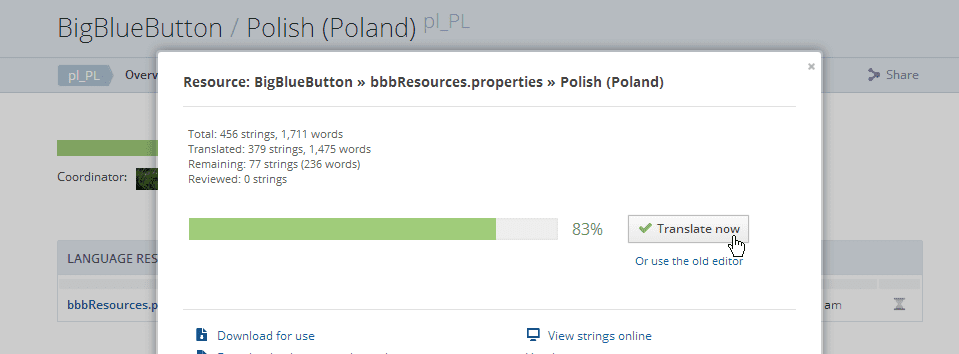 BigBlueButton / Polish (Poland) pl_PL
pl_PL Overv
Share
Resource: BigBlueButton » bbbResources.properties » Polish (Poland)
Total: 456 strings, 1,711 words
Translated: 379 strings, 1,475 words
Remaining: 77 strings (236 words)
Reviewed: 0 strings
Coordinator:
83%
Translate now
Or use the old editor
LANGUAGE RES
bbbResources.p
am
Download for use
View strings online